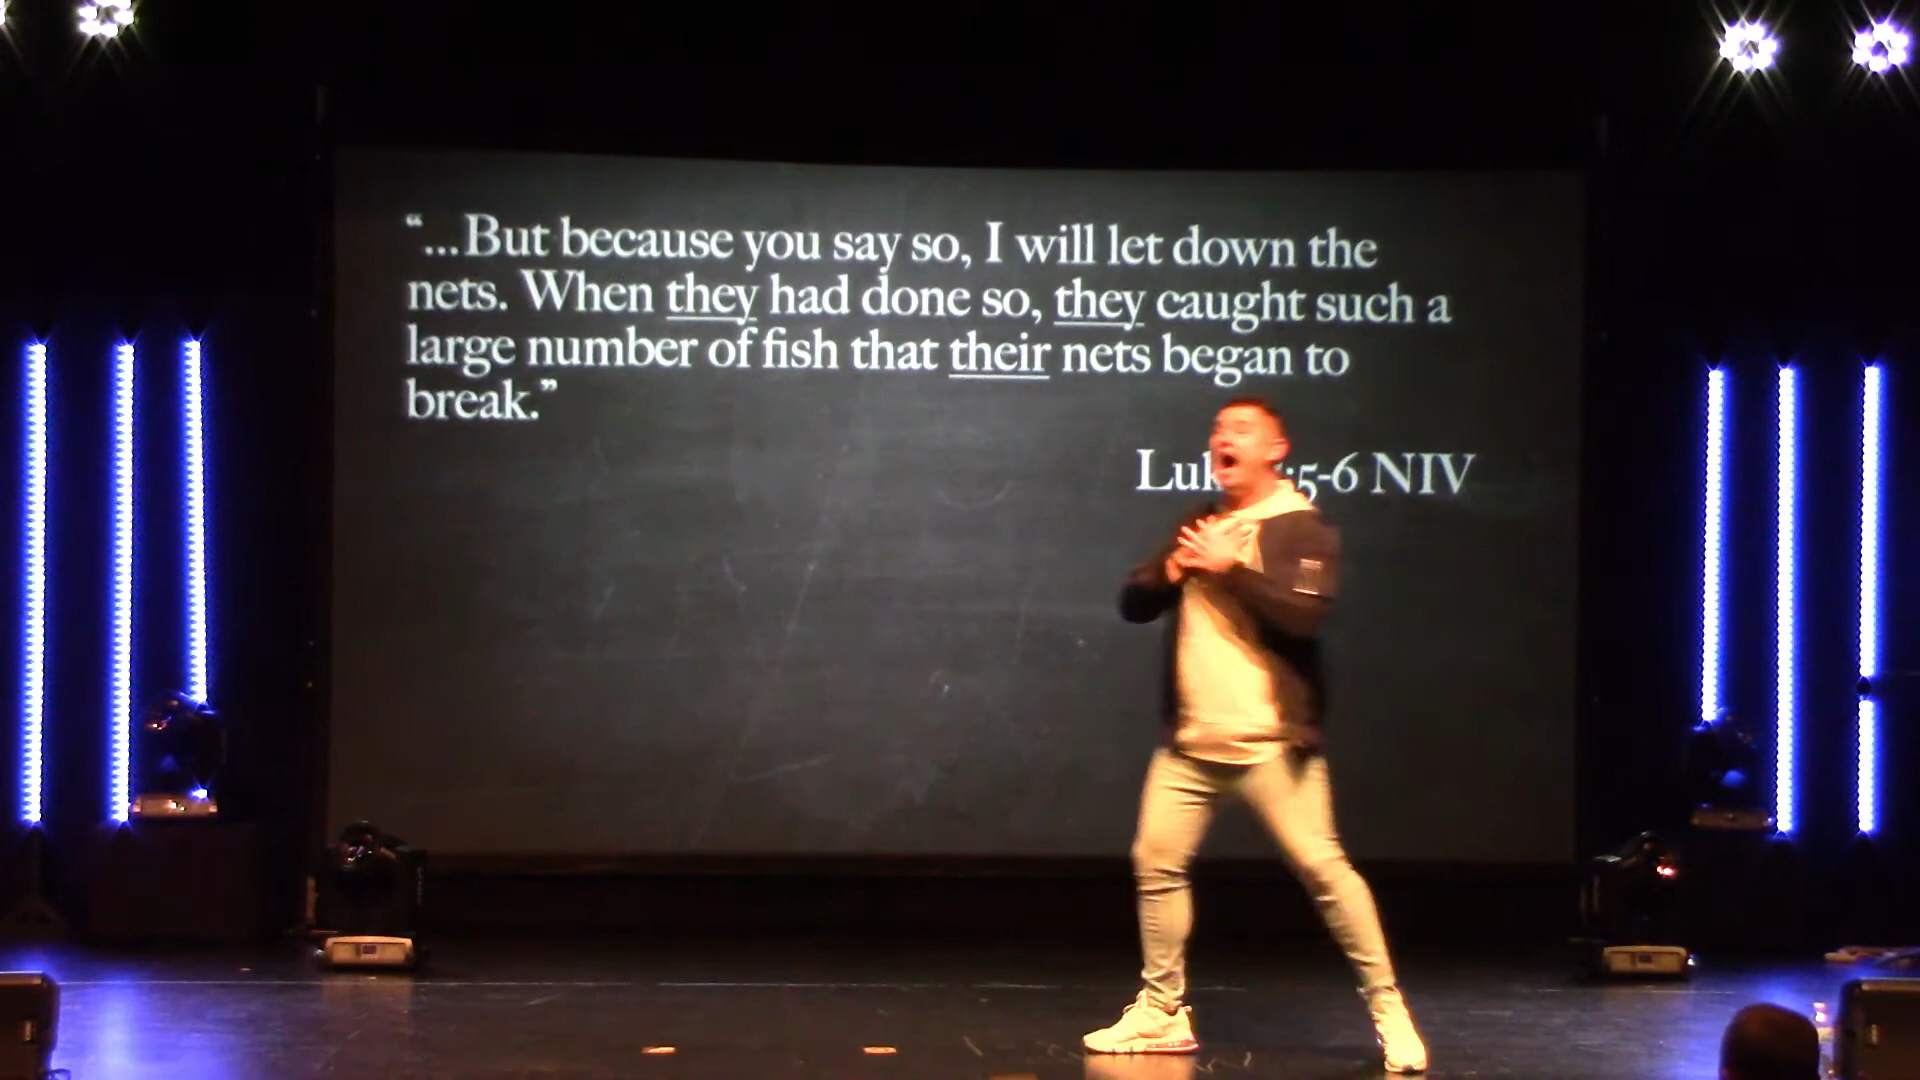 “...But because you say so, I will let down the
nets. When they had done so, they caught such a
large number of fish that their nets began to
break.”
:5-6 NIV